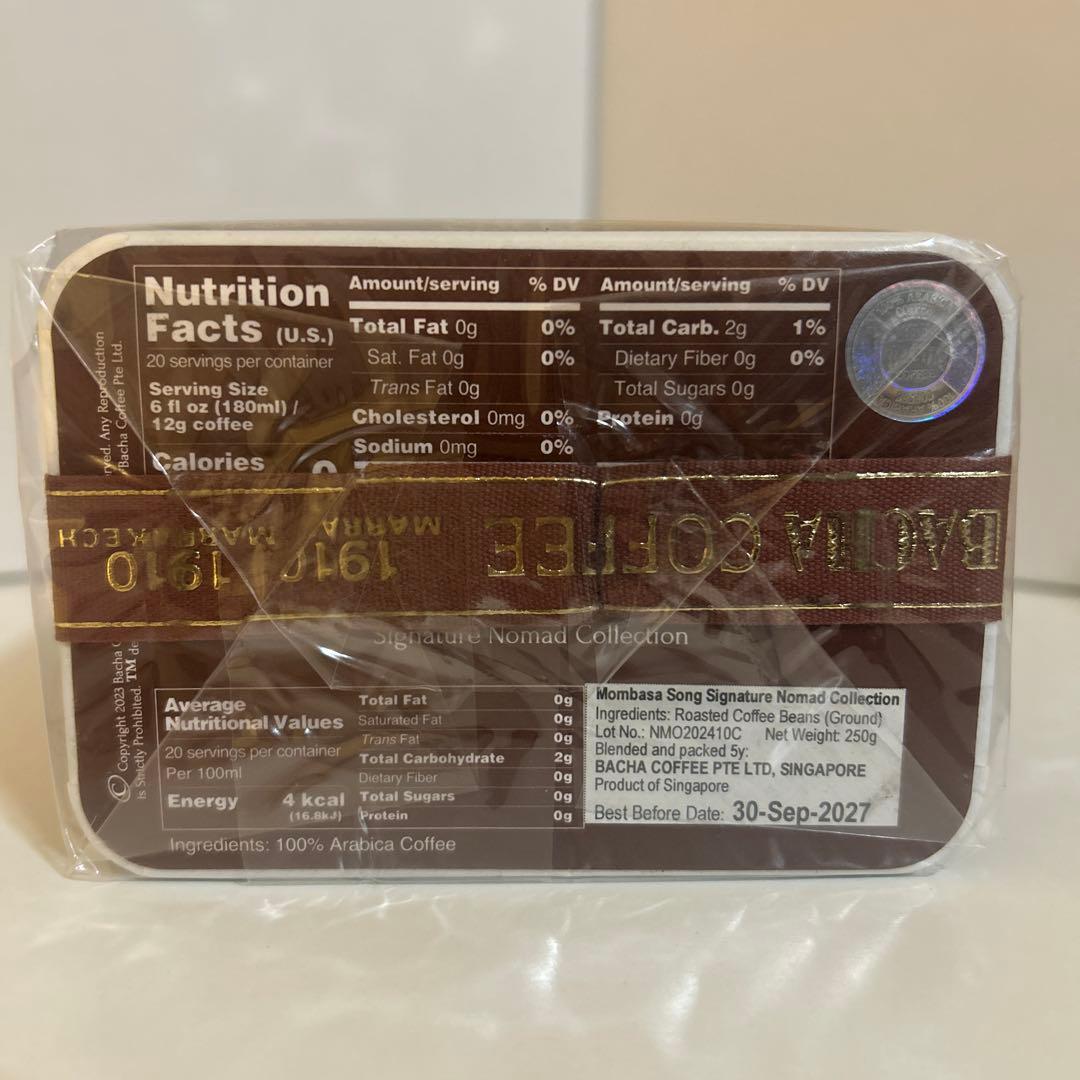 Nutrition
Facts (U.S.)
20 servings per container
Serving Size
6 fl oz (180ml) /
12g coffee
Calories 0
Amount/serving % DV
Total Fat 0g 0%
Sat. Fat 0g 0%
Trans Fat 0g
Cholesterol 0mg 0%
Sodium 0mg 0%
Amount/serving % DV
Total Carb. 2g 1%
Dietary Fiber 0g 0%
Total Sugars 0g
Protein 0g
BACHA COFFEE
1910
MARRA
1910
MARRAKECH
Signature Nomad Collection
© Copyright 2023 Bacha C
rved. Any Reproduction
is Strictly Prohibited. TM de
"Bacha Coffee Pte Ltd.
Average
Nutritional Values
20 servings per container
Per 100ml
Energy 4 kcal
(16.8kJ)
Total Fat 0g
Saturated Fat 0g
Trans Fat 0g
Total Carbohydrate 2g
Dietary Fiber 0g
Total Sugars 0g
Protein 0g
Ingredients: 100% Arabica Coffee
Mombasa Song Signature Nomad Collection
Ingredients: Roasted Coffee Beans (Ground)
Lot No.: NMO202410C Net Weight: 250g
Blended and packed 5y:
BACHA COFFEE PTE LTD, SINGAPORE
Product of Singapore
Best Before Date: 30-Sep-2027